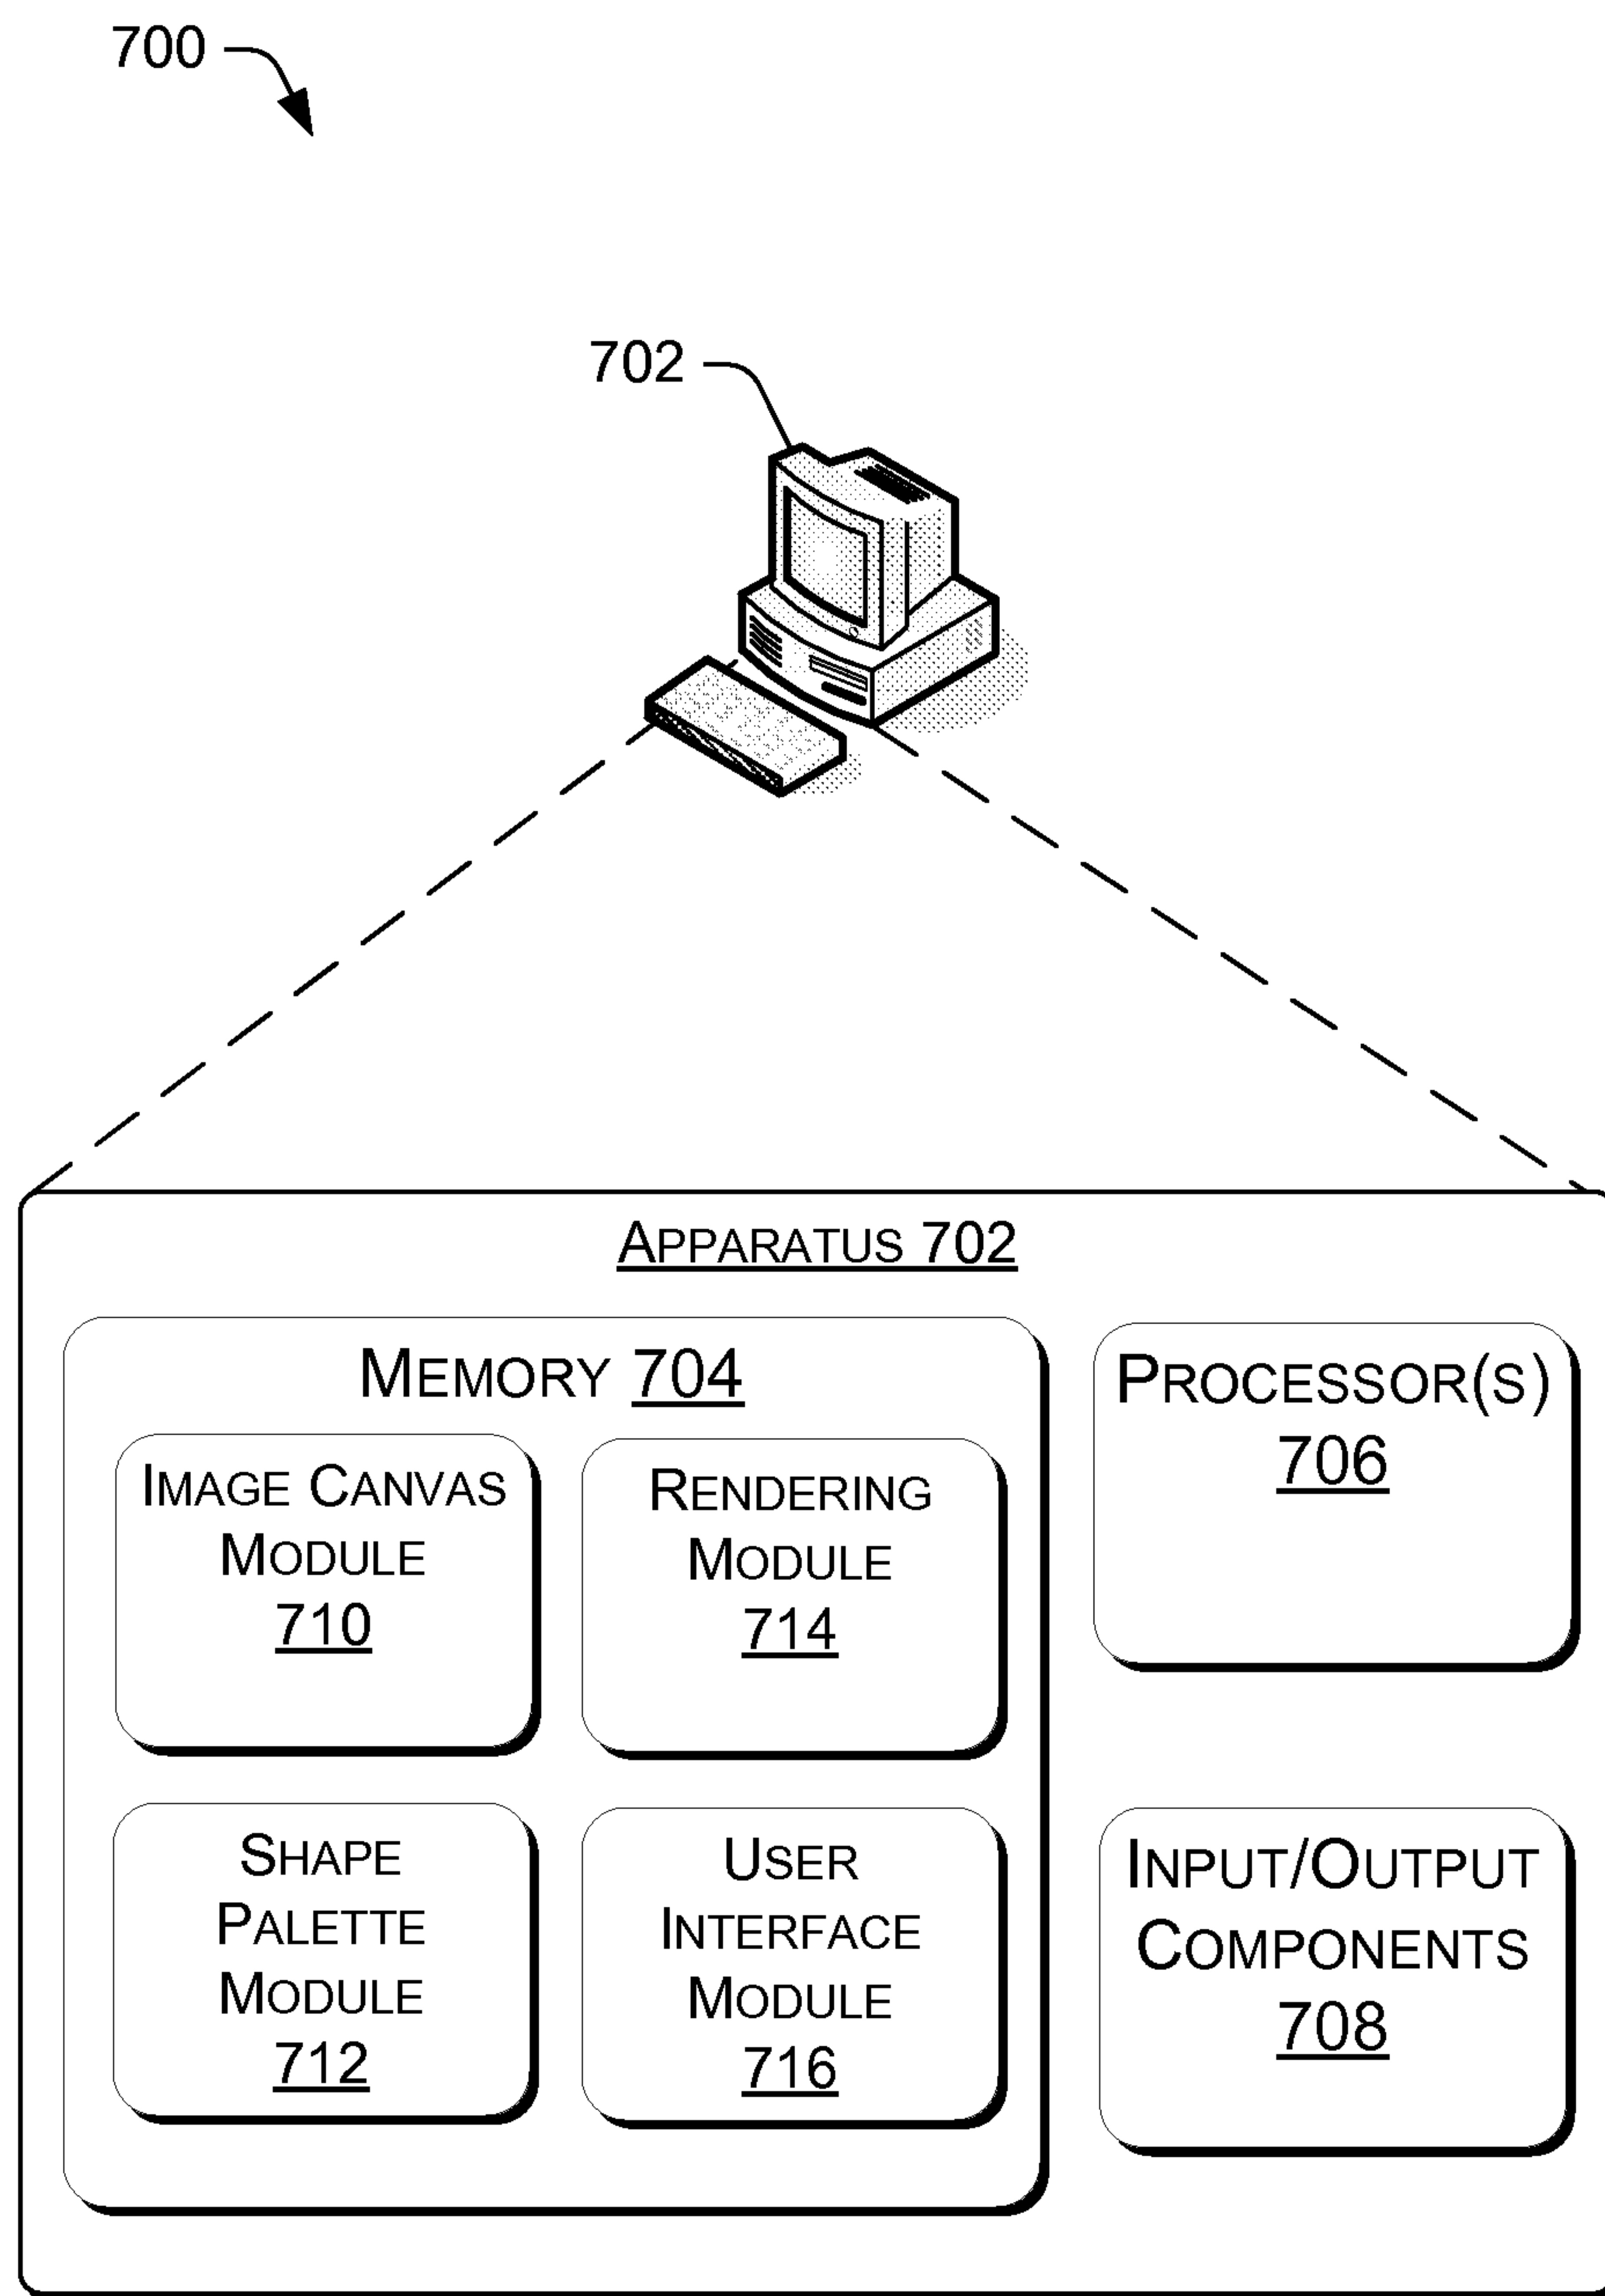 700
702
APPARATUS 702
MEMORY 704
IMAGE CANVAS
MODULE
710
RENDERING
MODULE
714
SHAPE
PALETTE
MODULE
712
USER
INTERFACE
MODULE
716
PROCESSOR(S)
706
INPUT/OUTPUT
COMPONENTS
708